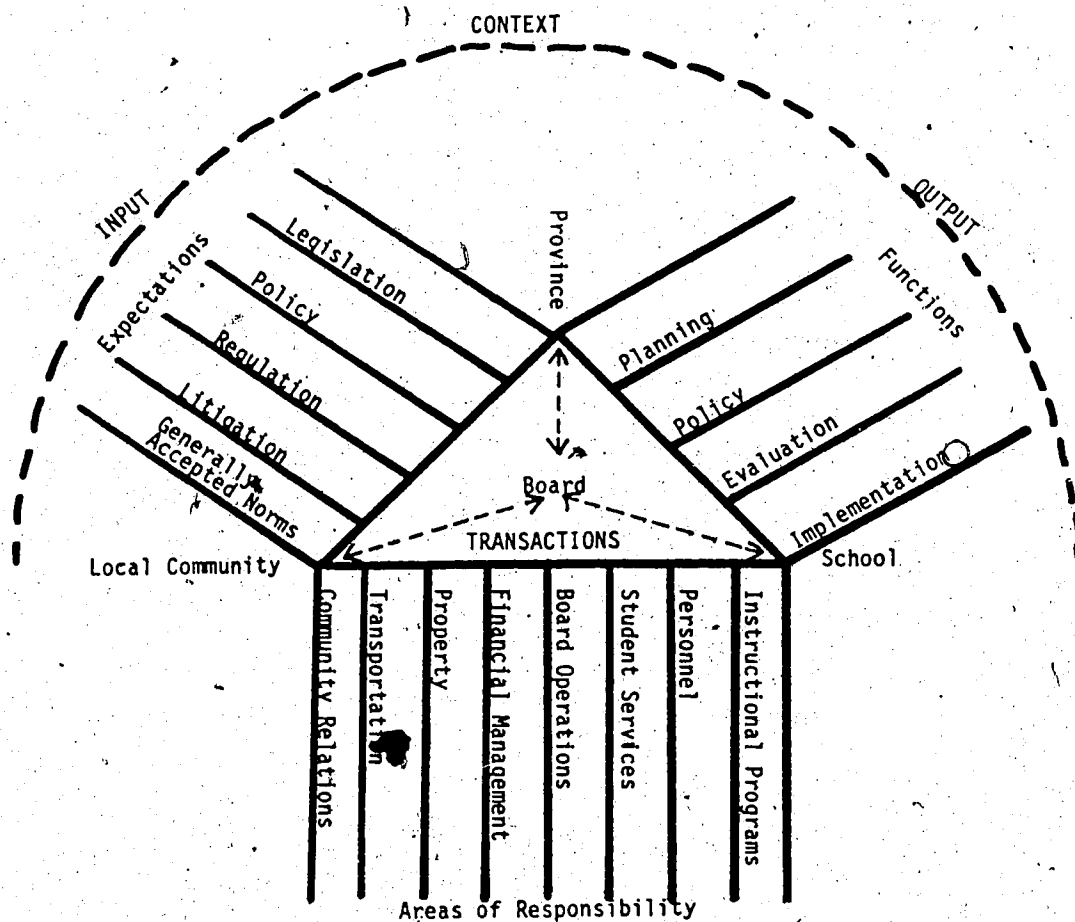 CONTEXT
INPUT
OUTPUT
Expectations
Legislation
Policy
Regulation
Litigation
Generally
Accepted Norms
Province
Functions
Planning
Policy
Evaluation
Implementation
Board
TRANSACTIONS
Local Community
School
Community Relations
Transportation
Property
Financial Management
Board Operations
Student Services
Personnel
Instructional Programs
Areas of Responsibility